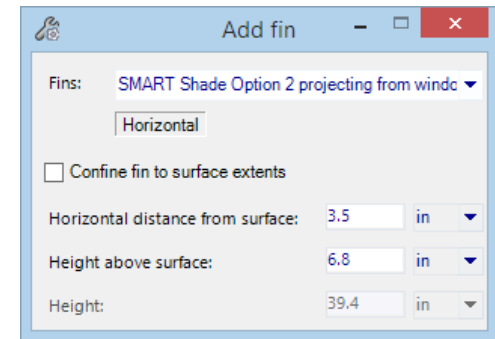 Add fin
Fins: SMART Shade Option 2 projecting from windo
Horizontal
Confine fin to surface extents
Horizontal distance from surface: 3.5 in
Height above surface: 6.8 in
Height: 39.4 in